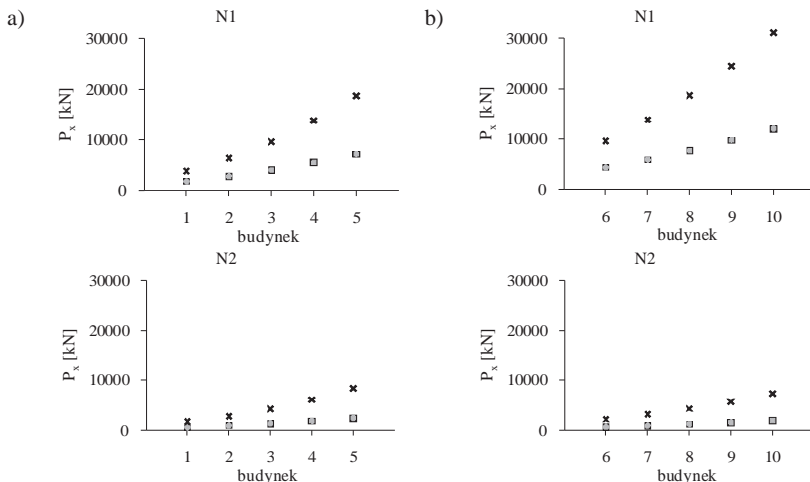 a)
N1
30000
20000
10000
0
P_x [kN]
1 2 3 4 5
budynek
b)
N1
30000
20000
10000
0
P_x [kN]
6 7 8 9 10
budynek
N2
30000
20000
10000
0
P_x [kN]
1 2 3 4 5
budynek
N2
30000
20000
10000
0
P_x [kN]
6 7 8 9 10
budynek